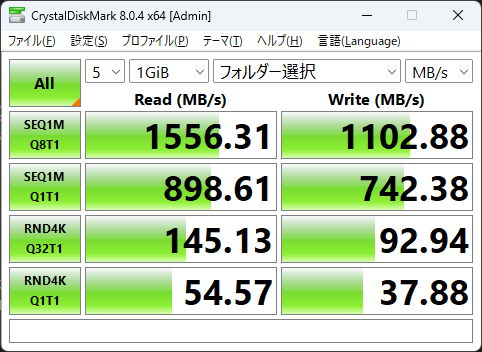 CrystalDiskMark 8.0.4 x64 [Admin]
ファイル(F) 設定(S) プロファイル(P) テーマ(T) ヘルプ(H) 言語(Language)
All 5 1GiB フォルダー選択 MB/s
Read (MB/s) Write (MB/s)
SEQ1M Q8T1 1556.31 1102.88
SEQ1M Q1T1 898.61 742.38
RND4K Q32T1 145.13 92.94
RND4K Q1T1 54.57 37.88